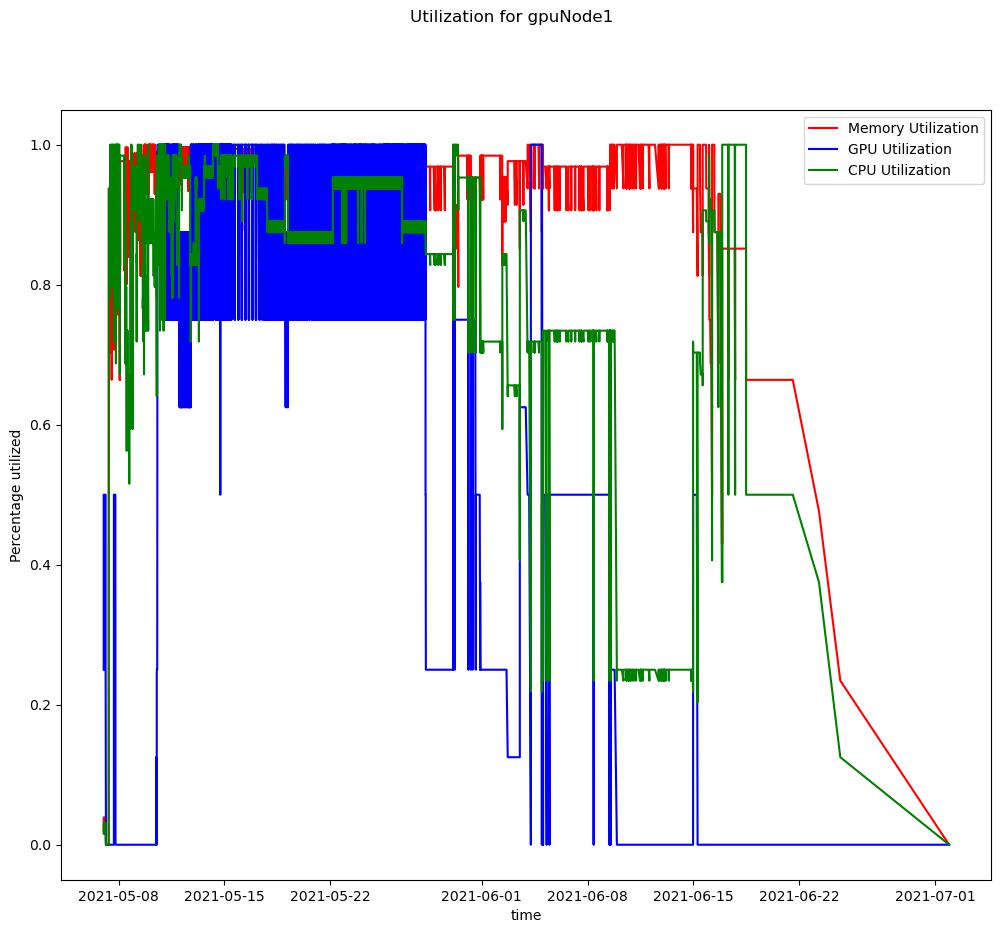 Utilization for gpuNode1
Memory Utilization
GPU Utilization
CPU Utilization
Percentage utilized
1.0
0.8
0.6
0.4
0.2
0.0
2021-05-08 2021-05-15 2021-05-22 2021-06-01 2021-06-08 2021-06-15 2021-06-22 2021-07-01
time